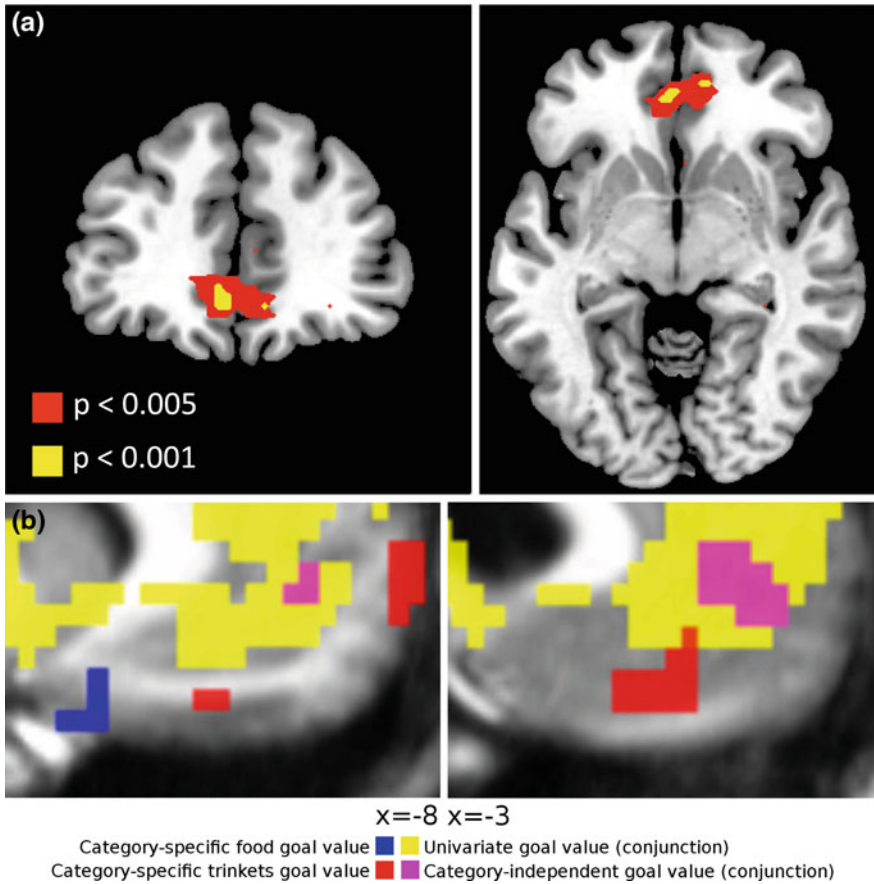 (a)
p < 0.005
p < 0.001
(b)
x=-8 x=-3
Category-specific food goal value Univariate goal value (conjunction)
Category-specific trinkets goal value Category-independent goal value (conjunction)